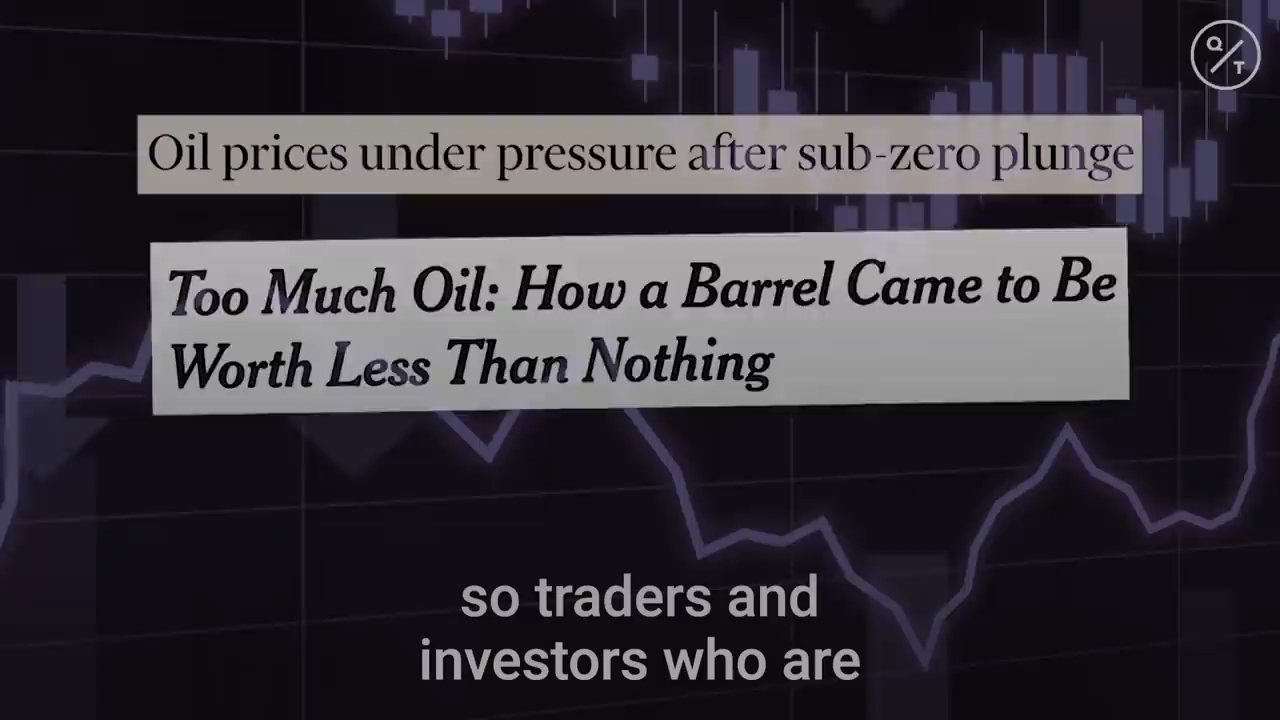 Q/T
Oil prices under pressure after sub-zero plunge
Too Much Oil: How a Barrel Came to Be
Worth Less Than Nothing
so traders and
investors who are